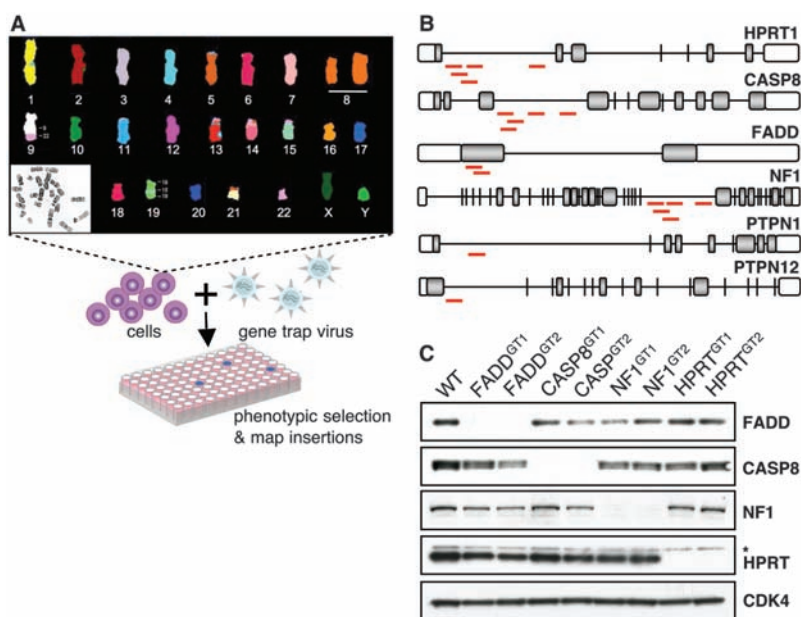 A
1 2 3 4 5 6 7 8
9 10 11 12 13 14 15 16 17
18 19 20 21 22 X Y
cells
gene trap virus
phenotypic selection
& map insertions
B
HPRT1
CASP8
FADD
NF1
PTPN1
PTPN12
C
WT FADDGT1 FADDGT2 CASP8GT1 CASPGT2 NF1GT1 NF1GT2 HPRTGT1 HPRTGT2
FADD
CASP8
NF1
*
HPRT
CDK4